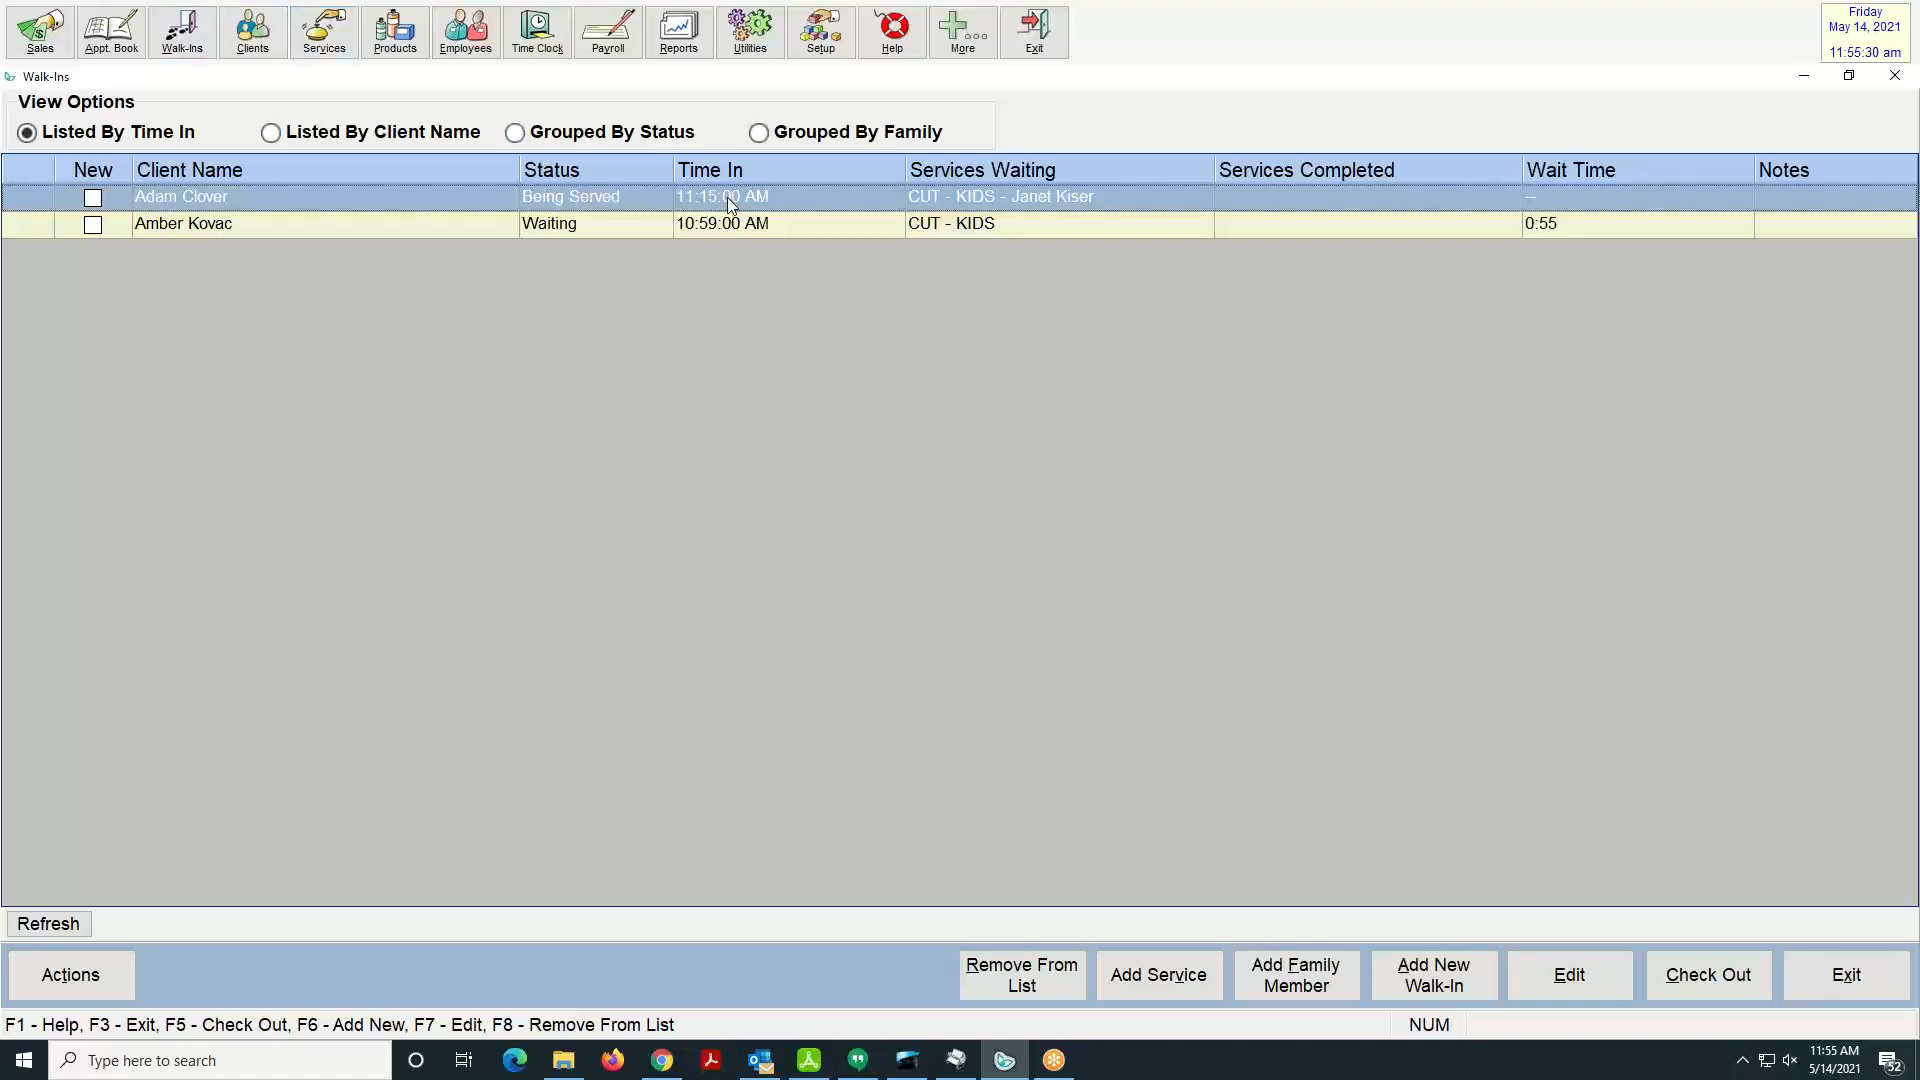 Sales Appt. Book Walk-Ins Clients Services Products Employees Time Clock Payroll Reports Utilities Setup Help More Exit
Friday
May 14, 2021
11:55:30 am
Walk-Ins
View Options
Listed By Time In Listed By Client Name Grouped By Status Grouped By Family
New Client Name Status Time In Services Waiting Services Completed Wait Time Notes
Adam Clover Being Served 11:15:00 AM CUT - KIDS - Janet Kiser --
Amber Kovac Waiting 10:59:00 AM CUT - KIDS 0:55
Refresh
Actions
Remove From
List
Add Service
Add Family
Member
Add New
Walk-In
Edit
Check Out
Exit
F1 - Help, F3 - Exit, F5 - Check Out, F6 - Add New, F7 - Edit, F8 - Remove From List NUM
Type here to search
11:55 AM
5/14/2021
52